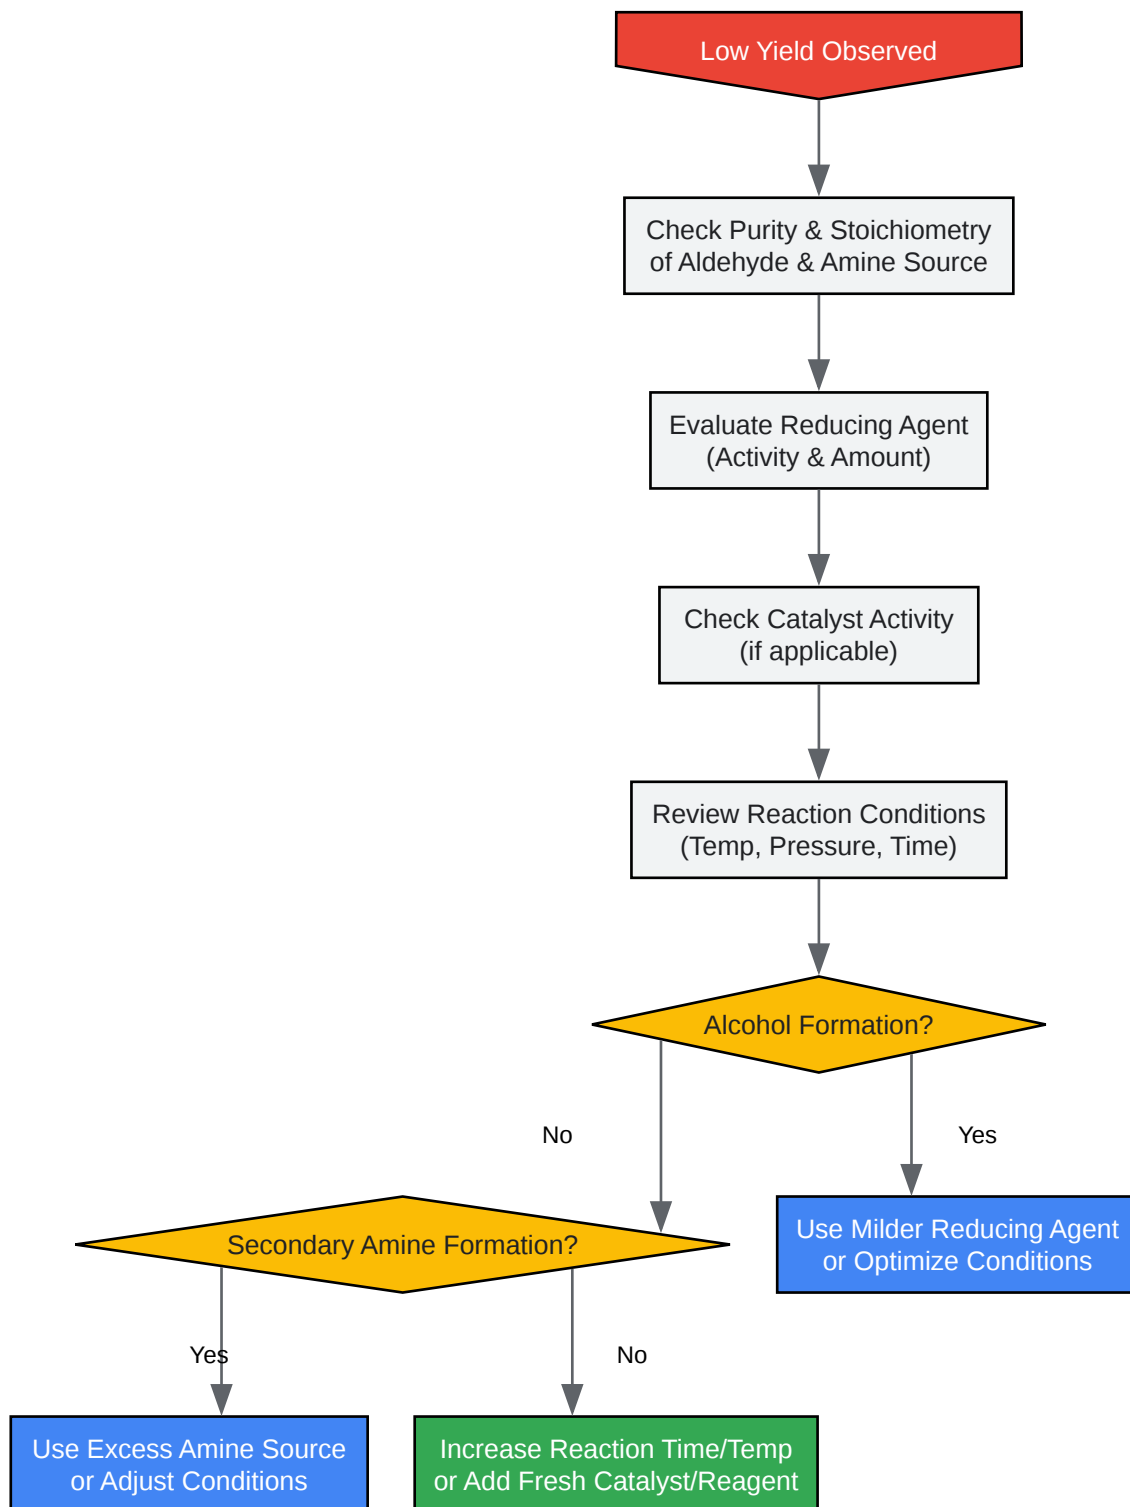 Low Yield Observed
Check Purity & Stoichiometry
of Aldehyde & Amine Source
Evaluate Reducing Agent
(Activity & Amount)
Check Catalyst Activity
(if applicable)
Review Reaction Conditions
(Temp, Pressure, Time)
Alcohol Formation?
No
Yes
Secondary Amine Formation?
Use Milder Reducing Agent
or Optimize Conditions
Yes
No
Use Excess Amine Source
or Adjust Conditions
Increase Reaction Time/Temp
or Add Fresh Catalyst/Reagent